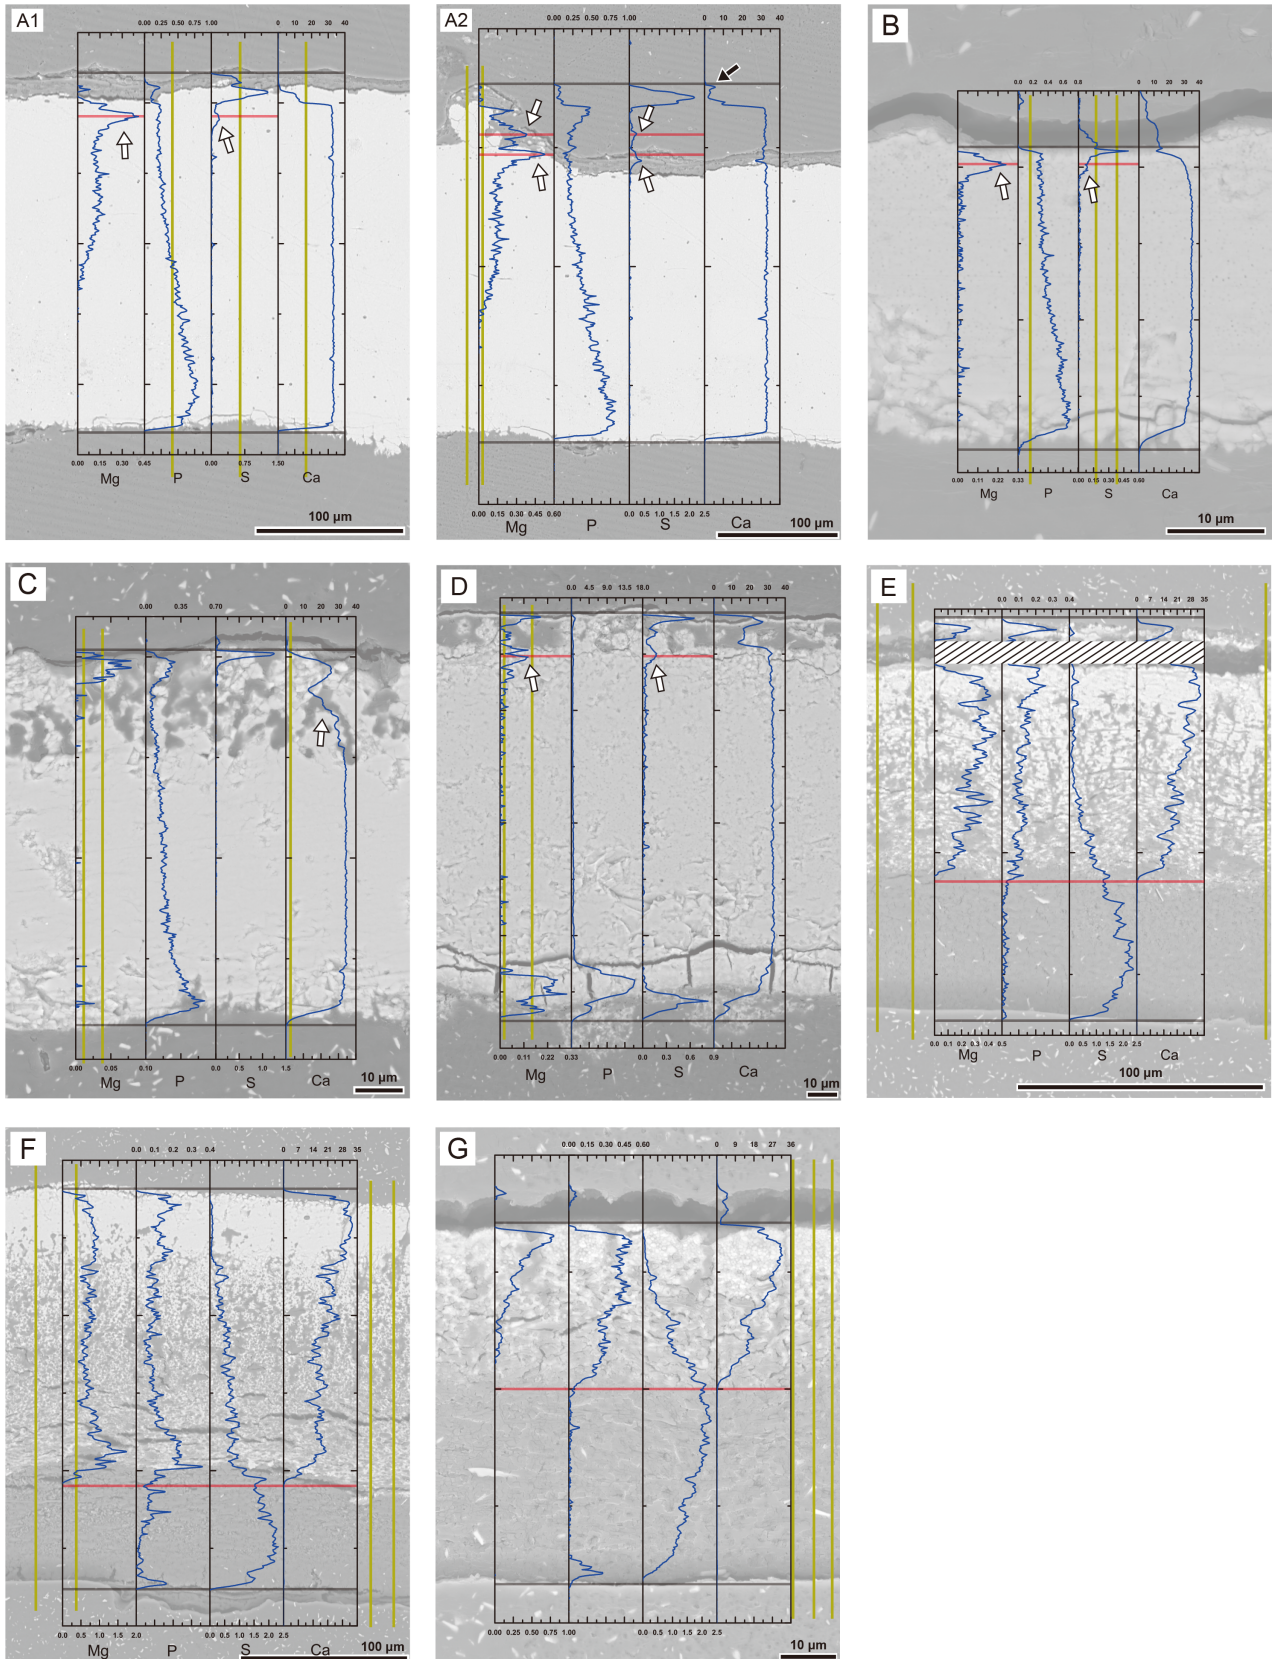 A1
0.00 0.25 0.50 0.75 1.00 0 10 20 30 40
0.00 0.15 0.30 0.45 0.00 0.75 1.50
Mg P S Ca
100 µm
A2
0.00 0.25 0.50 0.75 1.00 0 10 20 30 40
0.00 0.15 0.30 0.45 0.60 0.0 0.5 1.0 1.5 2.0 2.5
Mg P S Ca
100 µm
B
0.0 0.2 0.4 0.6 0.8 0 10 20 30 40
0.00 0.11 0.22 0.33 0.00 0.15 0.30 0.45 0.60
Mg P S Ca
10 µm
C
0.00 0.35 0.70 0 10 20 30 40
0.00 0.05 0.10 0.0 0.5 1.0 1.5
Mg P S Ca
10 µm
D
0.0 4.5 9.0 13.5 18.0 0 10 20 30 40
0.00 0.11 0.22 0.33 0.0 0.3 0.6 0.9
Mg P S Ca
10 µm
E
0.0 0.1 0.2 0.3 0.4 0 7 14 21 28 35
0.0 0.1 0.2 0.3 0.4 0.5 0.0 0.5 1.0 1.5 2.0 2.5
Mg P S Ca
100 µm
F
0.0 0.1 0.2 0.3 0.4 0 7 14 21 28 35
0.0 0.5 1.0 1.5 2.0 0.0 0.5 1.0 1.5 2.0 2.5
Mg P S Ca
100 µm
G
0.00 0.15 0.30 0.45 0.60 0 9 18 27 36
0.00 0.25 0.50 0.75 1.00 0.0 0.5 1.0 1.5 2.0 2.5
10 µm